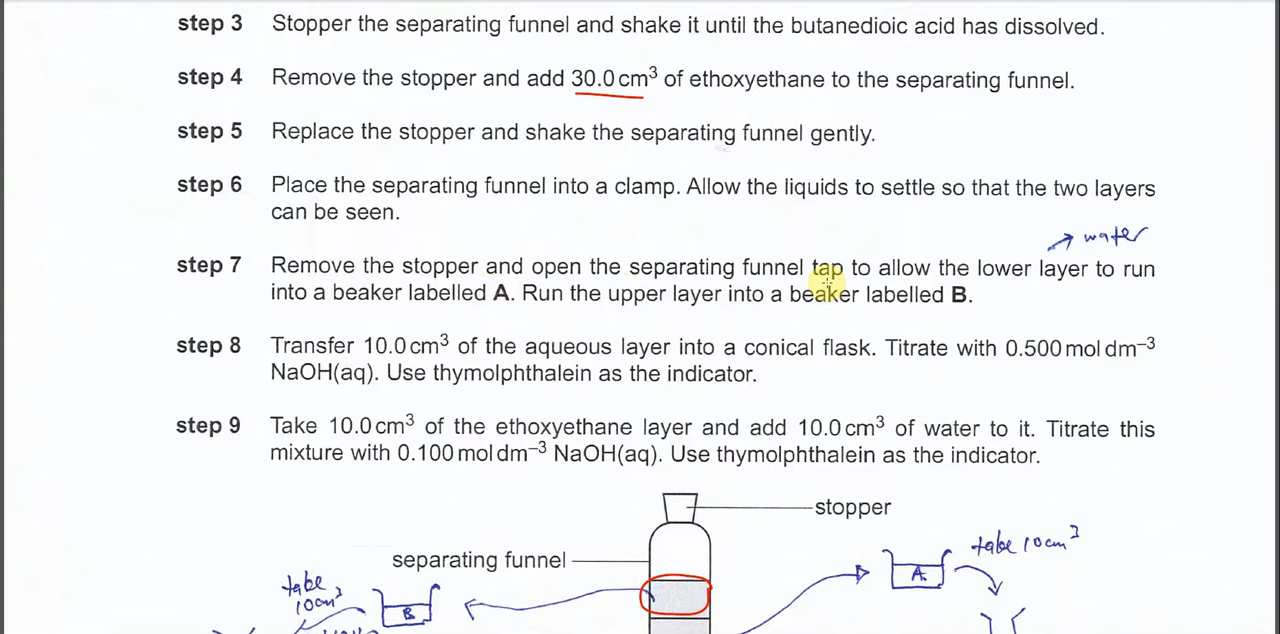 step 3 Stopper the separating funnel and shake it until the butanedioic acid has dissolved.
step 4 Remove the stopper and add 30.0 cm³ of ethoxyethane to the separating funnel.
step 5 Replace the stopper and shake the separating funnel gently.
step 6 Place the separating funnel into a clamp. Allow the liquids to settle so that the two layers
can be seen.
→ water
step 7 Remove the stopper and open the separating funnel tap to allow the lower layer to run
into a beaker labelled A. Run the upper layer into a beaker labelled B.
step 8 Transfer 10.0 cm³ of the aqueous layer into a conical flask. Titrate with 0.500 mol dm⁻³
NaOH(aq). Use thymolphthalein as the indicator.
step 9 Take 10.0 cm³ of the ethoxyethane layer and add 10.0 cm³ of water to it. Titrate this
mixture with 0.100 mol dm⁻³ NaOH(aq). Use thymolphthalein as the indicator.
stopper
take 10 cm³
separating funnel
A
take
10 cm³
B